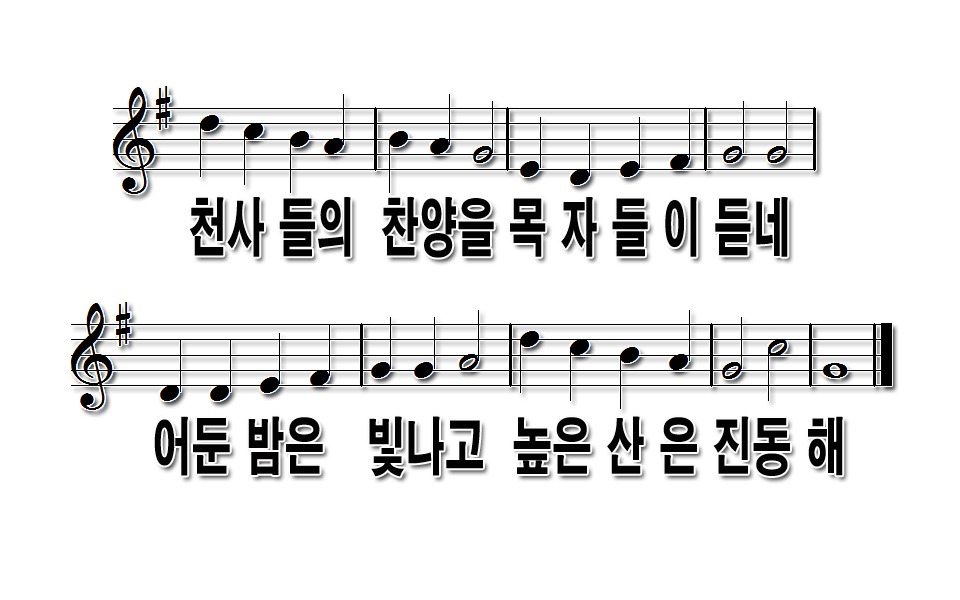 천사 들의 찬양을 목 자 들 이 듣네
어둔 밤은 빛나고 높은 산 은 진동 해